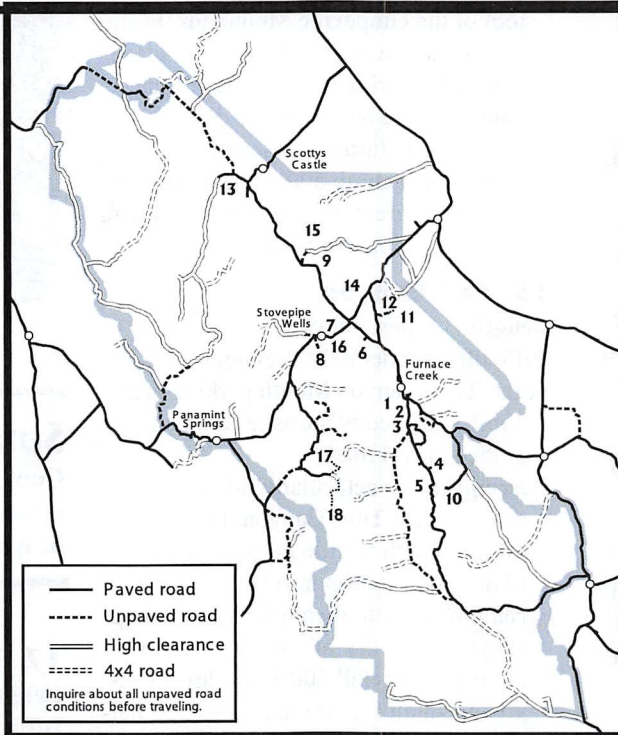 Scottys
Castle
13
15
9
14
12
11
Stovepipe
Wells
7
16
8
6
Furnace
Creek
1
2
3
Panamint
Springs
17
4
5
10
18
Paved road
Unpaved road
High clearance
4x4 road
Inquire about all unpaved road
conditions before traveling.